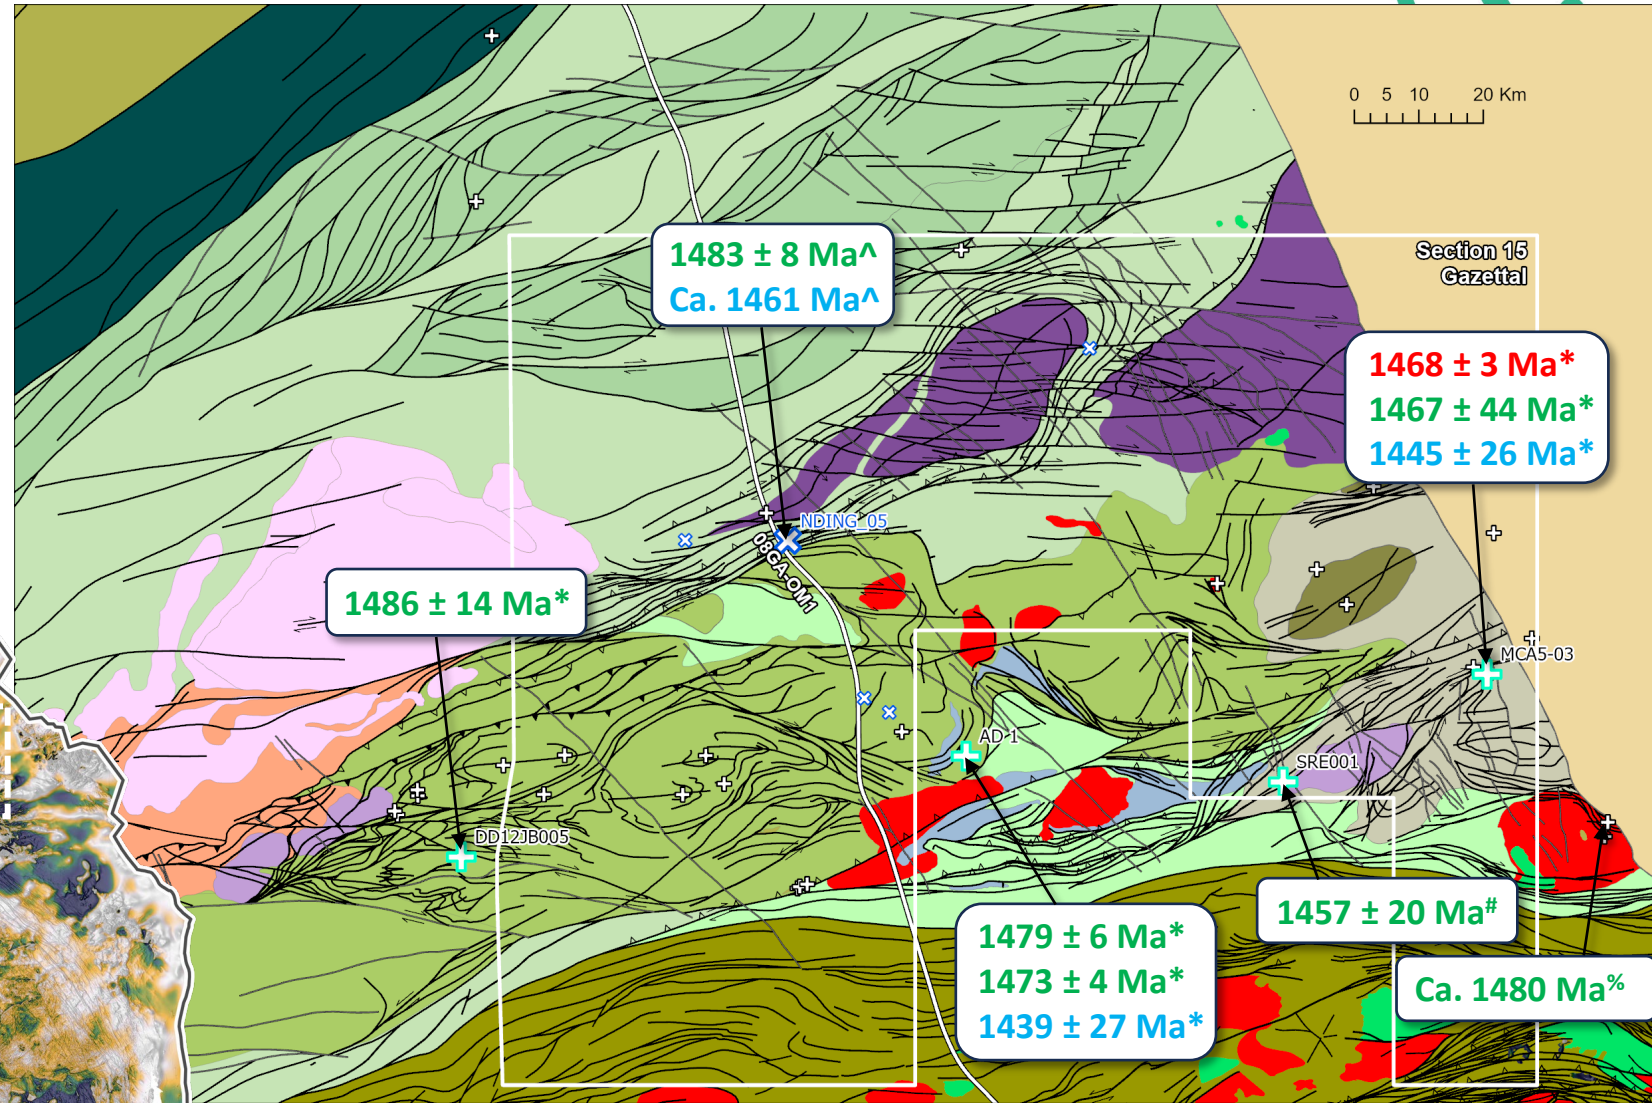 0 5 10 20 Km
Section 15
Gazettal
1483 ± 8 Ma^
Ca. 1461 Ma^
1468 ± 3 Ma*
1467 ± 44 Ma*
1445 ± 26 Ma*
NDING_05
08GA-OM1
1486 ± 14 Ma*
MCA5-03
AD-1
SRE001
DD12JB005
1479 ± 6 Ma*
1473 ± 4 Ma*
1439 ± 27 Ma*
1457 ± 20 Ma#
Ca. 1480 Ma%